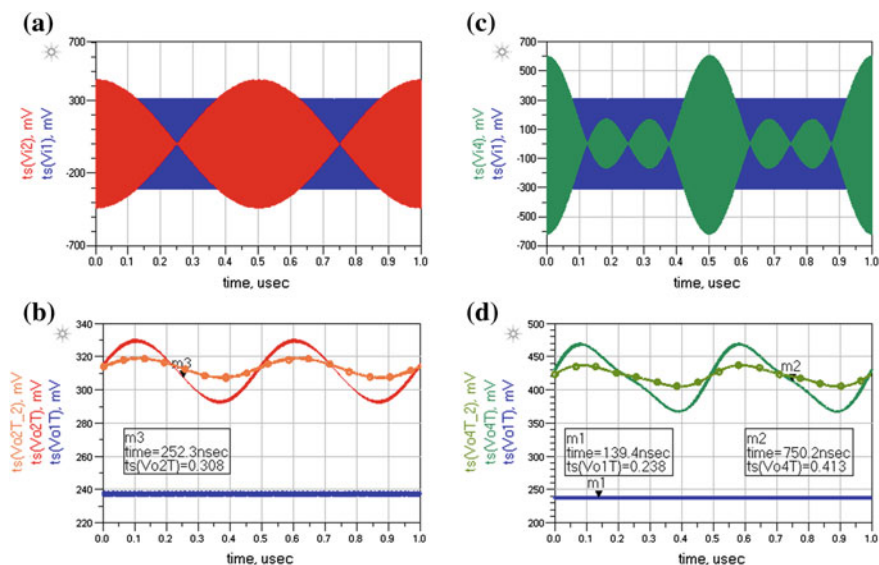 (a)
ts(Vi2), mV
ts(Vi1), mV
700
300
-200
-700
0.0 0.1 0.2 0.3 0.4 0.5 0.6 0.7 0.8 0.9 1.0
time, usec
(c)
ts(Vi4), mV
ts(Vi1), mV
700
500
300
100
-100
-300
-500
-700
0.0 0.1 0.2 0.3 0.4 0.5 0.6 0.7 0.8 0.9 1.0
time, usec
(b)
ts(Vo2T_2), mV
ts(Vo2T), mV
ts(Vo1T), mV
340
320
300
280
260
240
220
m3
m3
time=252.3nsec
ts(Vo2T)=0.308
0.0 0.1 0.2 0.3 0.4 0.5 0.6 0.7 0.8 0.9 1.0
time, usec
(d)
ts(Vo4T_2), mV
ts(Vo4T), mV
ts(Vo1T), mV
500
450
400
350
300
250
200
m2
m1
time=139.4nsec
ts(Vo1T)=0.238
m2
time=750.2nsec
ts(Vo4T)=0.413
m1
0.0 0.1 0.2 0.3 0.4 0.5 0.6 0.7 0.8 0.9 1.0
time, usec